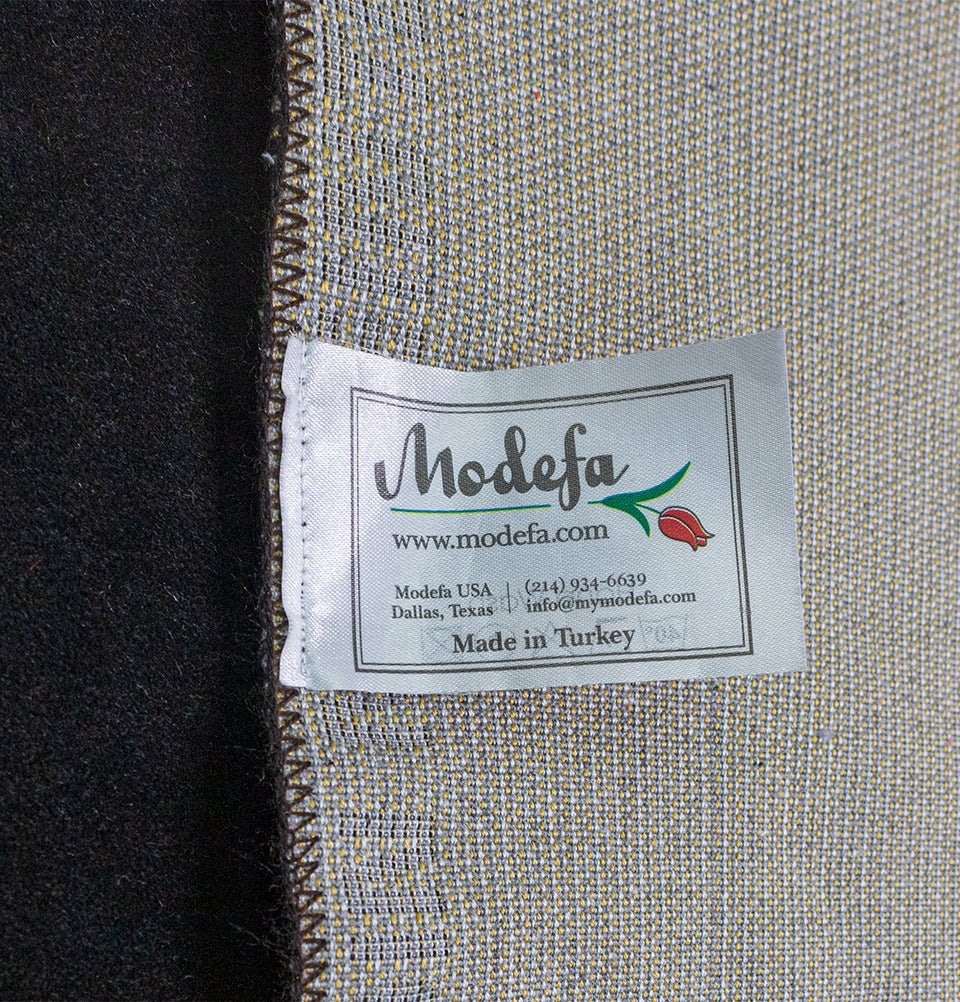 Modefa
www.modefa.com
Modefa USA | (214) 934-6639
Dallas, Texas | info@mymodefa.com
Made in Turkey